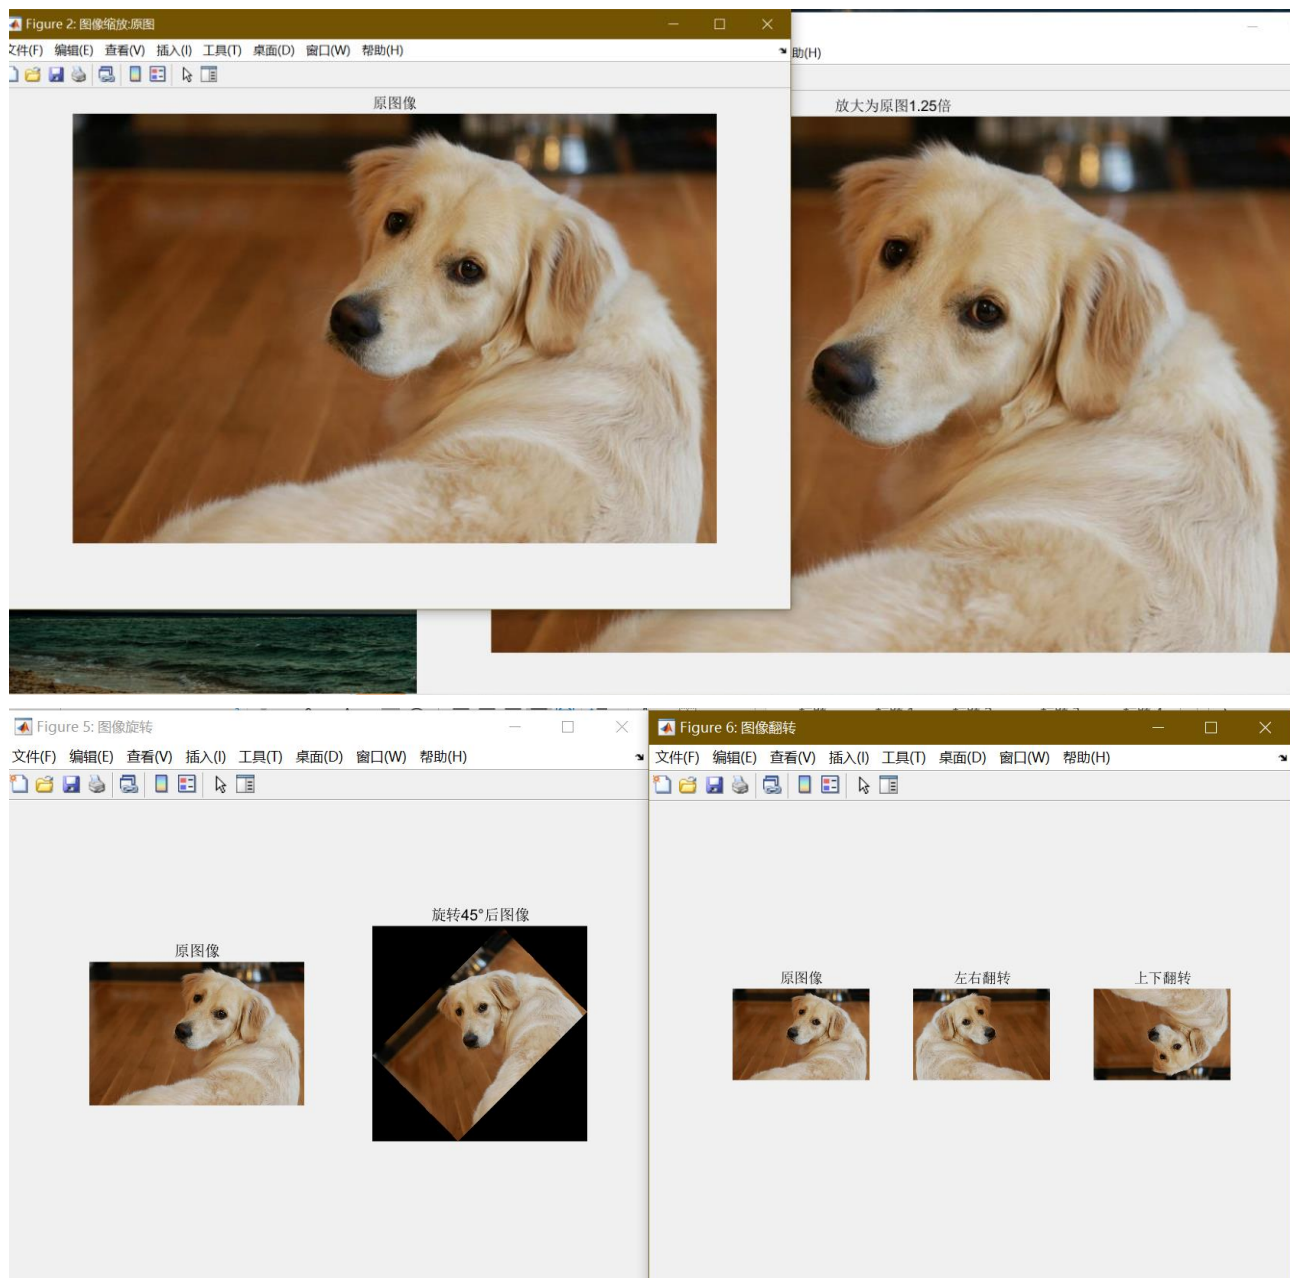 Figure 2: 图像缩放:原图
文件(F) 编辑(E) 查看(V) 插入(I) 工具(T) 桌面(D) 窗口(W) 帮助(H)
助(H)
原图像
放大为原图1.25倍
Figure 5: 图像旋转
文件(F) 编辑(E) 查看(V) 插入(I) 工具(T) 桌面(D) 窗口(W) 帮助(H)
旋转45°后图像
原图像
Figure 6: 图像翻转
文件(F) 编辑(E) 查看(V) 插入(I) 工具(T) 桌面(D) 窗口(W) 帮助(H)
原图像 左右翻转 上下翻转